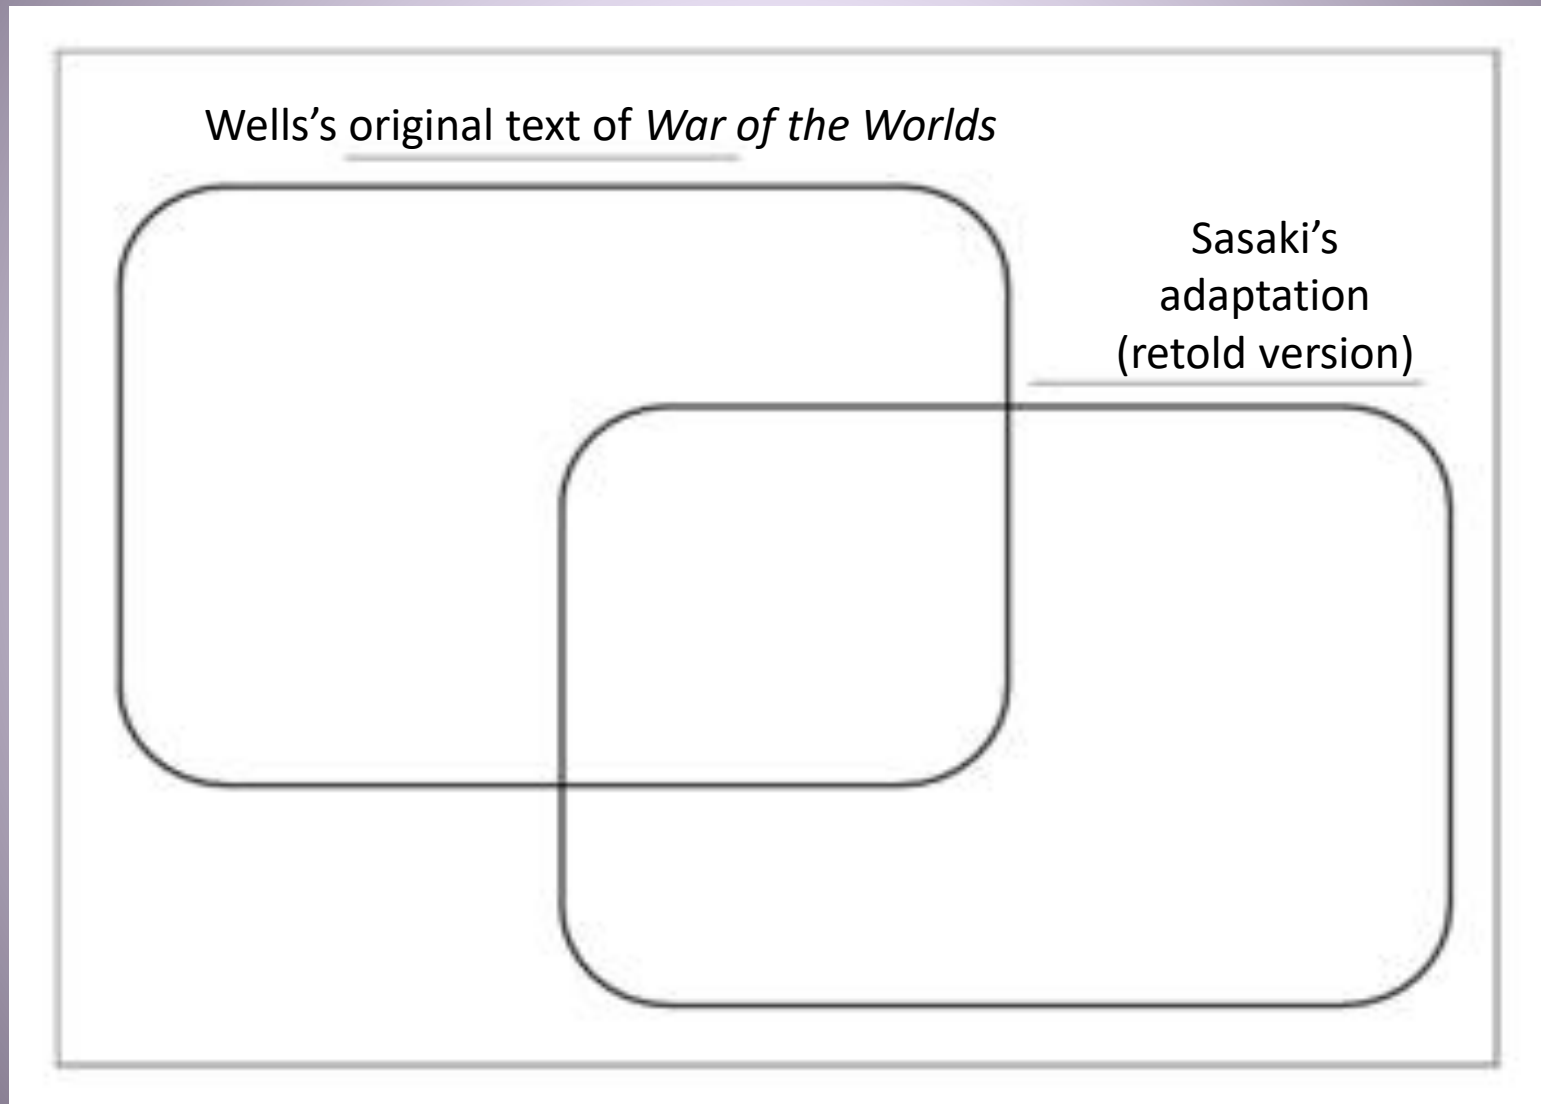 Wells’s original text of War of the Worlds
Sasaki’s
adaptation
(retold version)